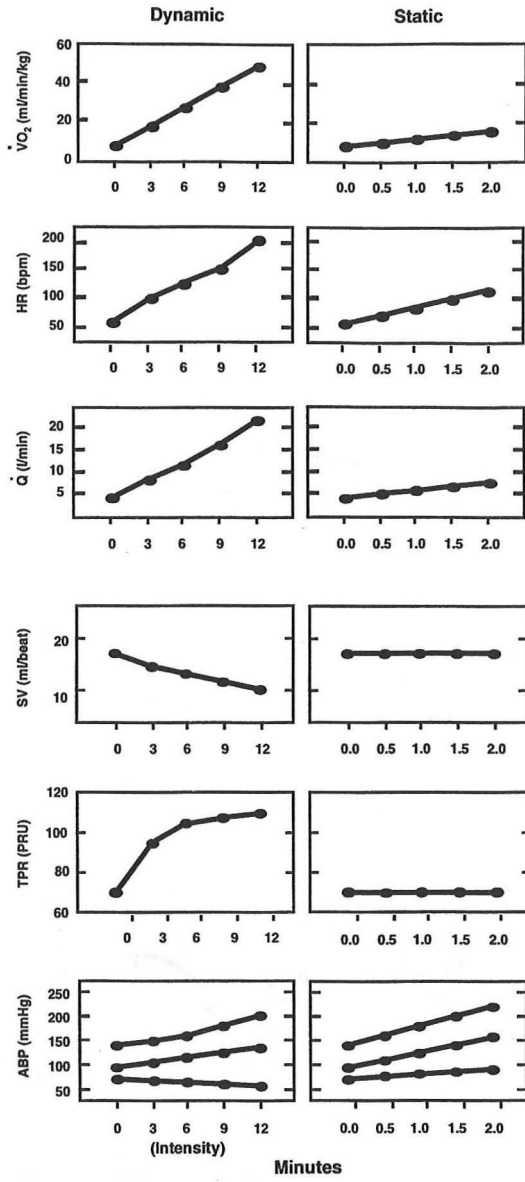 Dynamic Static
V̇O₂ (ml/min/kg)
60
40
20
0
0 3 6 9 12
0.0 0.5 1.0 1.5 2.0
HR (bpm)
200
150
100
50
0 3 6 9 12
0.0 0.5 1.0 1.5 2.0
Q̇ (l/min)
20
15
10
5
0 3 6 9 12
0.0 0.5 1.0 1.5 2.0
SV (ml/beat)
20
10
0 3 6 9 12
0.0 0.5 1.0 1.5 2.0
TPR (PRU)
120
100
80
60
0 3 6 9 12
0.0 0.5 1.0 1.5 2.0
ABP (mmHg)
250
200
150
100
50
0 3 6 9 12
0.0 0.5 1.0 1.5 2.0
(Intensity)
Minutes